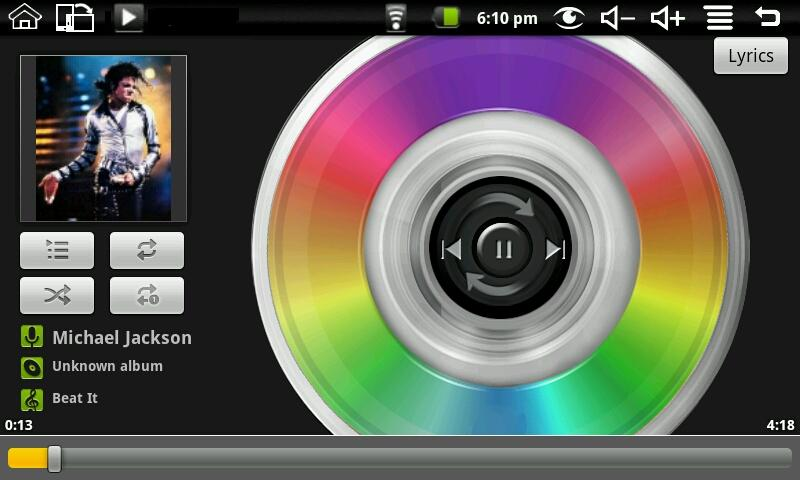 6:10 pm
Lyrics
Michael Jackson
Unknown album
Beat It
0:13
4:18